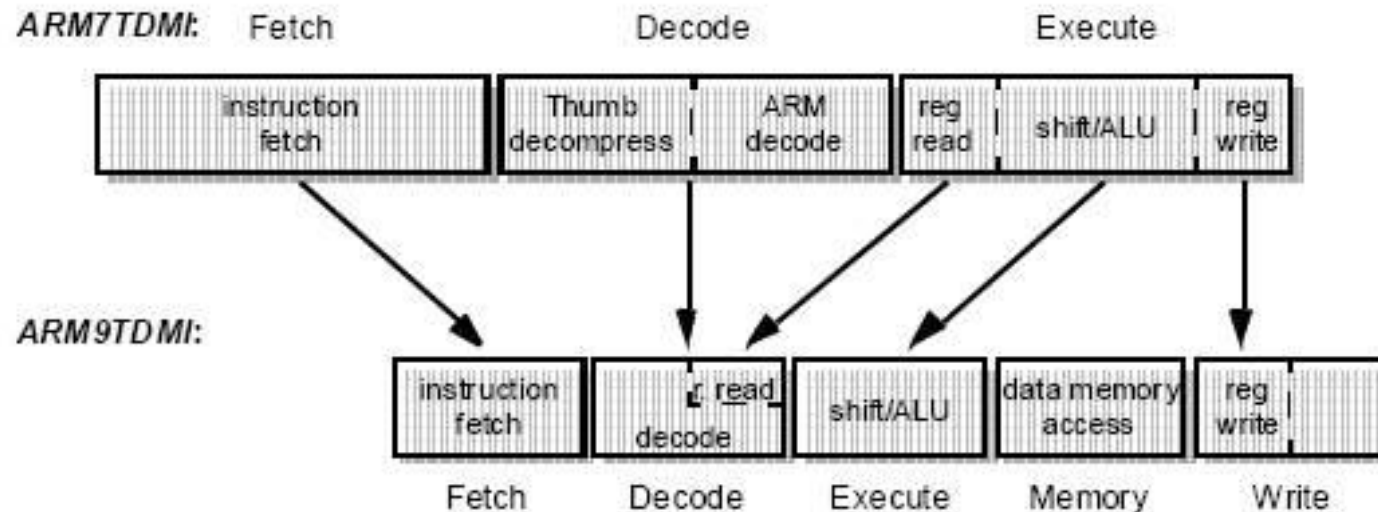 ARM7TDMI: Fetch Decode Execute
instruction fetch
Thumb decompress
ARM decode
reg read
shift/ALU
reg write
ARM9TDMI:
instruction fetch
r. read
decode
shift/ALU
data memory access
reg write
Fetch Decode Execute Memory Write